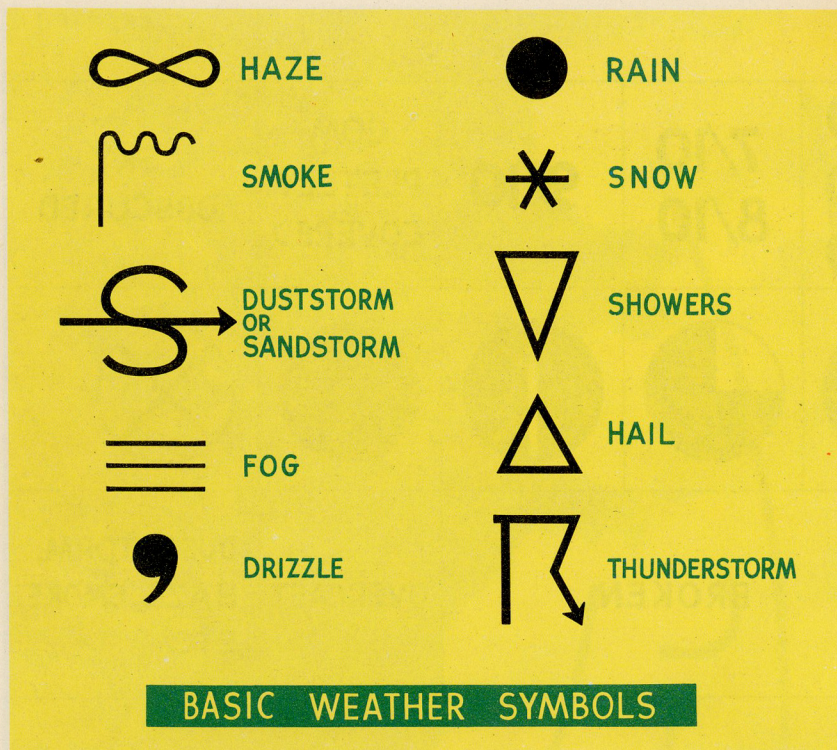 HAZE
SMOKE
DUSTSTORM
OR
SANDSTORM
FOG
DRIZZLE
RAIN
SNOW
SHOWERS
HAIL
THUNDERSTORM
BASIC WEATHER SYMBOLS